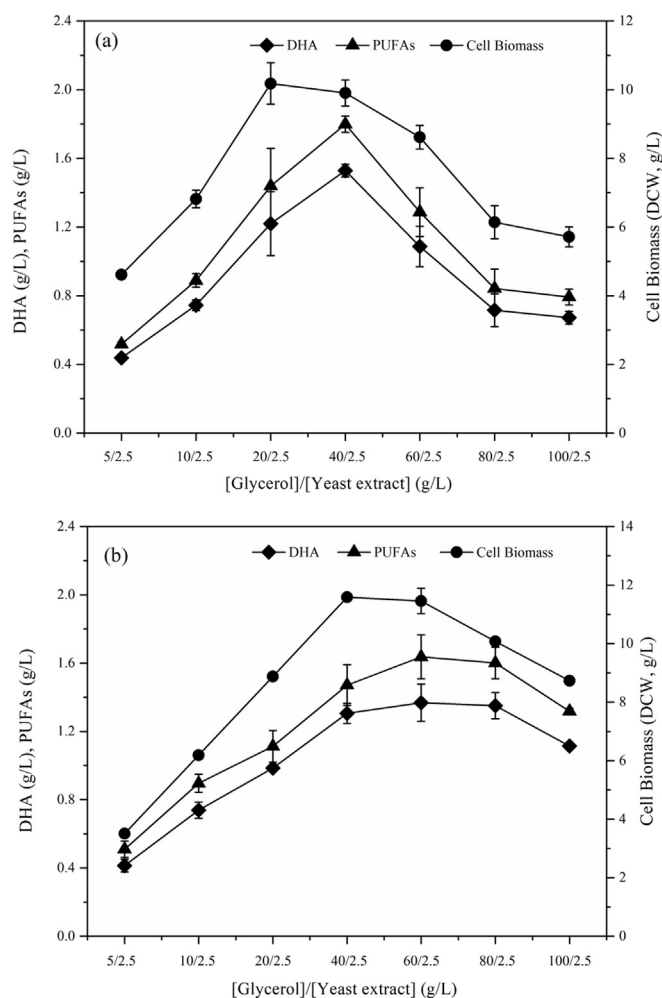 (a)
DHA PUFAs Cell Biomass
2.4
2.0
1.6
1.2
0.8
0.4
0.0
DHA (g/L), PUFAs (g/L)
12
10
8
6
4
2
0
Cell Biomass (DCW, g/L)
5/2.5 10/2.5 20/2.5 40/2.5 60/2.5 80/2.5 100/2.5
[Glycerol]/[Yeast extract] (g/L)
(b)
DHA PUFAs Cell Biomass
2.4
2.0
1.6
1.2
0.8
0.4
0.0
DHA (g/L), PUFAs (g/L)
14
12
10
8
6
4
2
0
Cell Biomass (DCW, g/L)
5/2.5 10/2.5 20/2.5 40/2.5 60/2.5 80/2.5 100/2.5
[Glycerol]/[Yeast extract] (g/L)